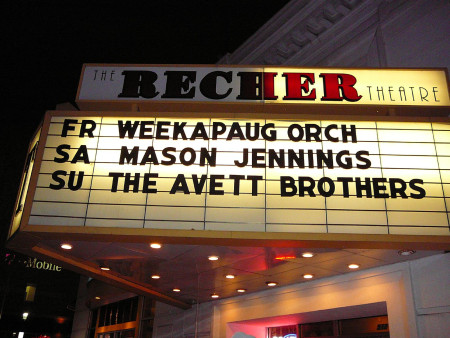 THE RECHER THEATRE
FR WEEKAPAUG ORCH
SA MASON JENNINGS
SU THE AVETT BROTHERS
Mobile